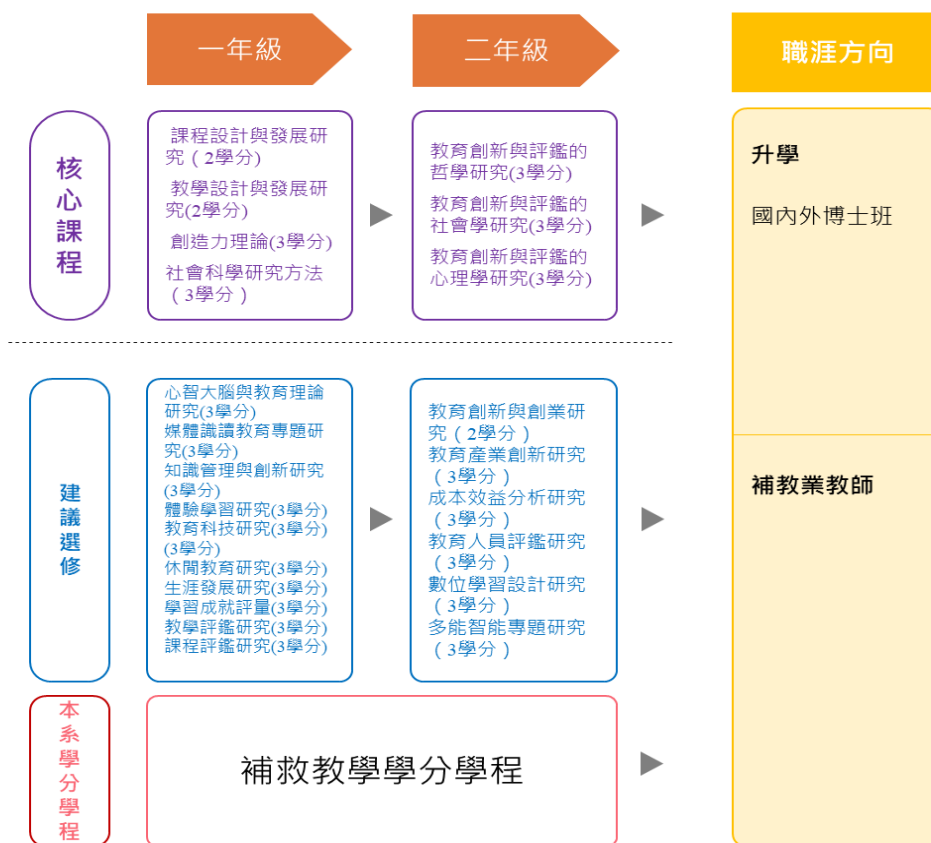 一年級
二年級
職涯方向
核心課程
課程設計與發展研
究（2學分）
教學設計與發展研
究(2學分)
創造力理論(3學分)
社會科學研究方法
（3學分）
教育創新與評鑑的
哲學研究(3學分)
教育創新與評鑑的
社會學研究(3學分)
教育創新與評鑑的
心理學研究(3學分)
升學
國內外博士班
建議選修
心智大腦與教育理論
研究(3學分)
媒體識讀教育專題研
究(3學分)
知識管理與創新研究
(3學分)
體驗學習研究(3學分)
教育科技研究(3學分)
(3學分)
休閒教育研究(3學分)
生涯發展研究(3學分)
學習成就評量(3學分)
教學評鑑研究(3學分)
課程評鑑研究(3學分)
教育創新與創業研
究（2學分）
教育產業創新研究
（3學分）
成本效益分析研究
（3學分）
教育人員評鑑研究
（3學分）
數位學習設計研究
（3學分）
多能智能專題研究
（3學分）
補教業教師
本系學分學程
補救教學學分學程